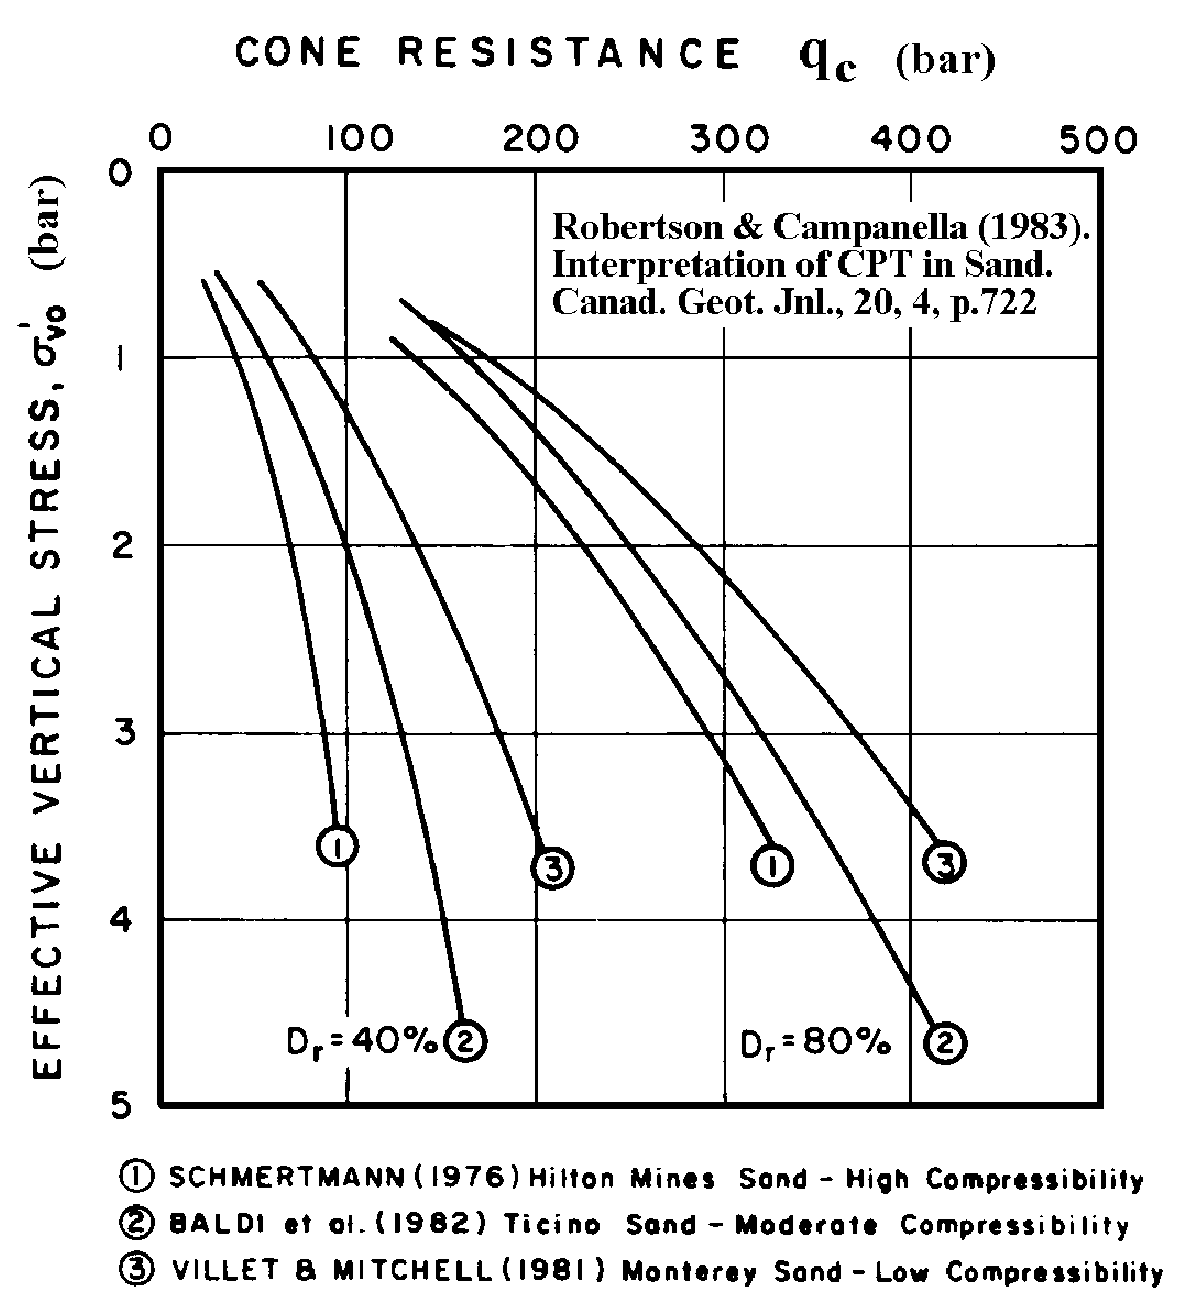 CONE RESISTANCE qc (bar)
0 100 200 300 400 500
EFFECTIVE VERTICAL STRESS, σ'vo (bar)
0
Robertson & Campanella (1983).
Interpretation of CPT in Sand.
Canad. Geot. Jnl., 20, 4, p.722
1
2
3
1
3
1
3
4
Dr = 40% 2
Dr = 80% 2
5
1 SCHMERTMANN (1976) Hilton Mines Sand - High Compressibility
2 BALDI et al. (1982) Ticino Sand - Moderate Compressibility
3 VILLET & MITCHELL (1981) Monterey Sand - Low Compressibility